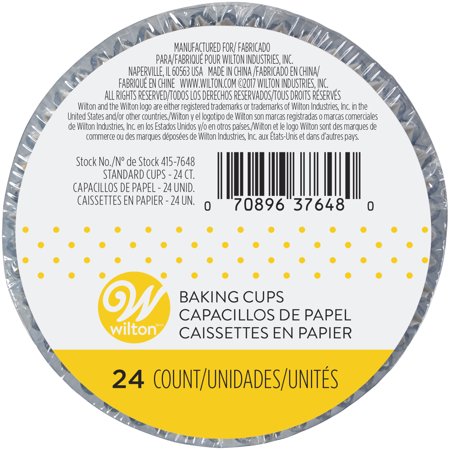 MANUFACTURED FOR/ FABRICADO
PARA/FABRIQUÉ POUR WILTON INDUSTRIES, INC.
NAPERVILLE, IL 60563 USA MADE IN CHINA /FABRICADO EN CHINA/
FABRIQUÉ EN CHINE WWW.WILTON.COM ©2017 WILTON INDUSTRIES, INC.
ALL RIGHTS RESERVED/TODOS LOS DERECHOS RESERVADOS/TOUS DROITS RÉSERVÉS
Wilton and the Wilton logo are either registered trademarks or trademarks of Wilton Industries, Inc. in the
United States and/or other countries./Wilton y el logotipo de Wilton son marcas registradas o marcas comerciales
de Wilton Industries, Inc. en los Estados Unidos y/o en otros países./Wilton et le logo Wilton sont des marques de
commerce ou des marques déposées de Wilton Industries, Inc. aux États-Unis et dans d'autres pays.
Stock No./Nº de Stock 415-7648
STANDARD CUPS - 24 CT.
CAPACILLOS DE PAPEL - 24 UNID.
CAISSETTES EN PAPIER - 24 UN.
0 70896 37648 0
W
wilton
BAKING CUPS
CAPACILLOS DE PAPEL
CAISSETTES EN PAPIER
24 COUNT/UNIDADES/UNITÉS